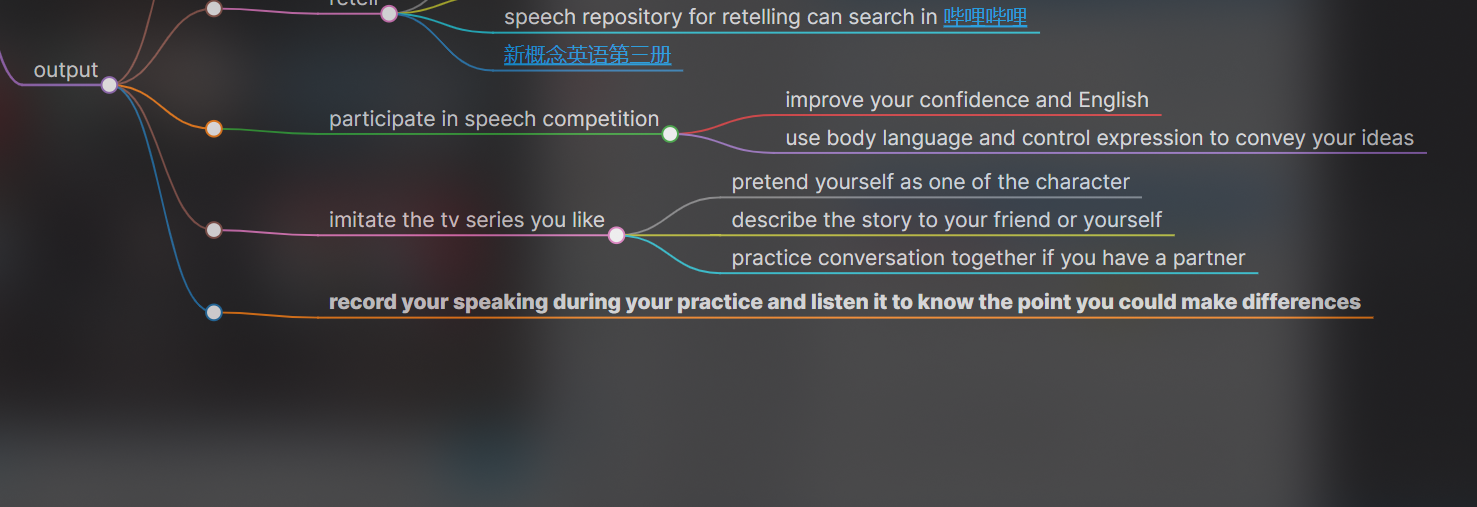 retell
speech repository for retelling can search in 哔哩哔哩
新概念英语第三册
output
participate in speech competition
improve your confidence and English
use body language and control expression to convey your ideas
imitate the tv series you like
pretend yourself as one of the character
describe the story to your friend or yourself
practice conversation together if you have a partner
record your speaking during your practice and listen it to know the point you could make differences